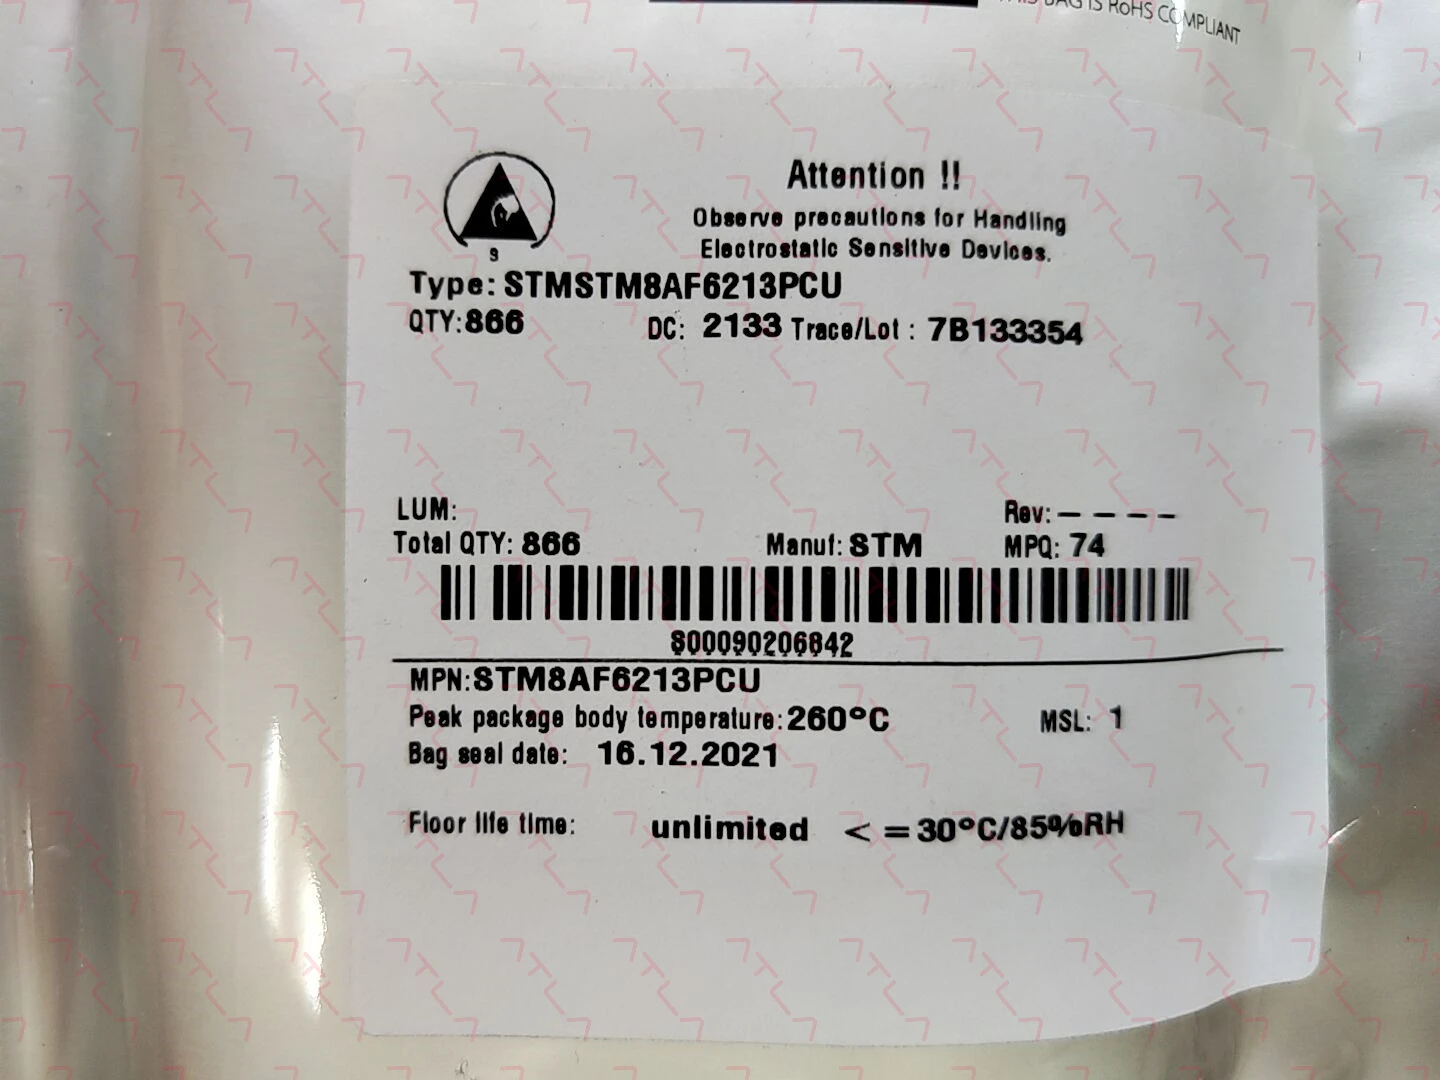 THIS BAG IS RoHS COMPLIANT
Attention !!
Observe precautions for Handling
Electrostatic Sensitive Devices.
S
Type: STMSTM8AF6213PCU
QTY:866 DC: 2133 Trace/Lot : 7B133354
LUM: Rev:– – – –
Total QTY: 866 Manuf: STM MPQ: 74
800090206842
MPN:STM8AF6213PCU
Peak package body temperature:260°C MSL: 1
Bag seal date: 16.12.2021
Floor life time: unlimited < =30°C/85%RH